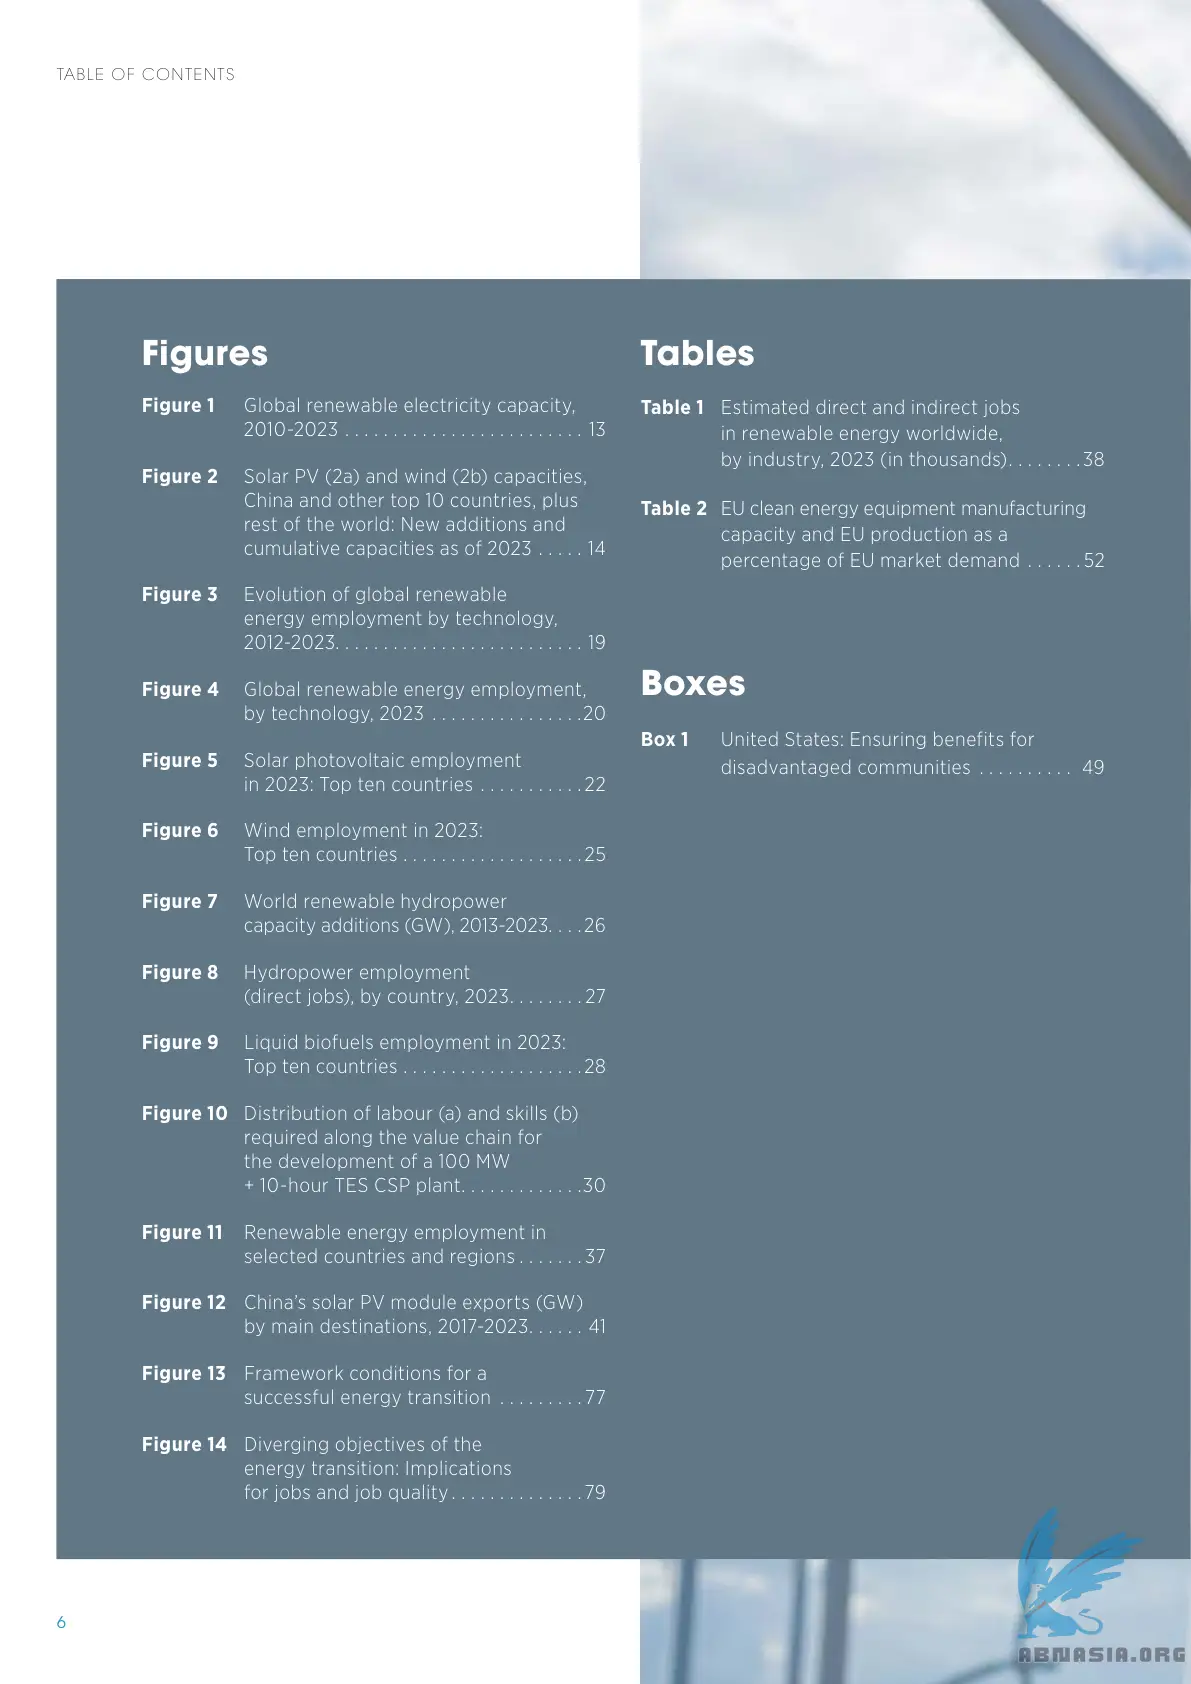 TABLE OF CONTENTS
Figures
Figure 1 Global renewable electricity capacity,
2010-2023 . . . . . . . . . . . . . . . . . . . . . . . . . 13
Figure 2 Solar PV (2a) and wind (2b) capacities,
China and other top 10 countries, plus
rest of the world: New additions and
cumulative capacities as of 2023 . . . . . 14
Figure 3 Evolution of global renewable
energy employment by technology,
2012-2023. . . . . . . . . . . . . . . . . . . . . . . . . . 19
Figure 4 Global renewable energy employment,
by technology, 2023 . . . . . . . . . . . . . . . .20
Figure 5 Solar photovoltaic employment
in 2023: Top ten countries . . . . . . . . . . .22
Figure 6 Wind employment in 2023:
Top ten countries . . . . . . . . . . . . . . . . . . .25
Figure 7 World renewable hydropower
capacity additions (GW), 2013-2023. . . .26
Figure 8 Hydropower employment
(direct jobs), by country, 2023. . . . . . . .27
Figure 9 Liquid biofuels employment in 2023:
Top ten countries . . . . . . . . . . . . . . . . . . .28
Figure 10 Distribution of labour (a) and skills (b)
required along the value chain for
the development of a 100 MW
+ 10-hour TES CSP plant. . . . . . . . . . . . .30
Figure 11 Renewable energy employment in
selected countries and regions . . . . . . .37
Figure 12 China’s solar PV module exports (GW)
by main destinations, 2017-2023. . . . . . 41
Figure 13 Framework conditions for a
successful energy transition . . . . . . . . .77
Figure 14 Diverging objectives of the
energy transition: Implications
for jobs and job quality . . . . . . . . . . . . . .79
Tables
Table 1 Estimated direct and indirect jobs
in renewable energy worldwide,
by industry, 2023 (in thousands). . . . . . . .38
Table 2 EU clean energy equipment manufacturing
capacity and EU production as a
percentage of EU market demand . . . . . .52
Boxes
Box 1 United States: Ensuring benefits for
disadvantaged communities . . . . . . . . . . 49
6
ABNASIA.ORG